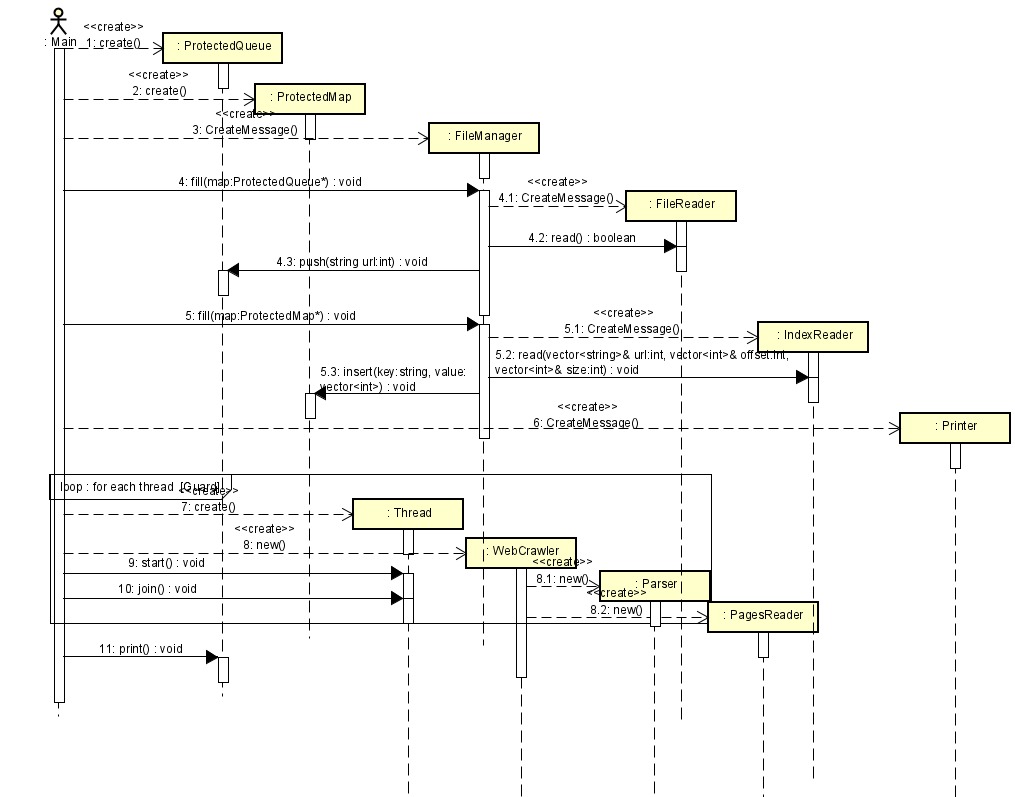 <<create>>
: Main
1: create()
: ProtectedQueue
<<create>>
2: create()
: ProtectedMap
<<create>>
3: CreateMessage()
: FileManager
4: fill(map:ProtectedQueue*) : void
<<create>>
4.1: CreateMessage()
: FileReader
4.2: read() : boolean
4.3: push(string url:int) : void
5: fill(map:ProtectedMap*) : void
<<create>>
5.1: CreateMessage()
: IndexReader
5.2: read(vector<string>& url:int, vector<int>& offset:int,
vector<int>& size:int) : void
5.3: insert(key:string, value:
vector<int>) : void
<<create>>
6: CreateMessage()
: Printer
loop : for each thread [Guard]
<<create>>
7: create()
: Thread
<<create>>
8: new()
: WebCrawler
<<create>>
8.1: new()
: Parser
9: start() : void
<<create>>
10: join() : void
8.2: new()
: PagesReader
11: print() : void